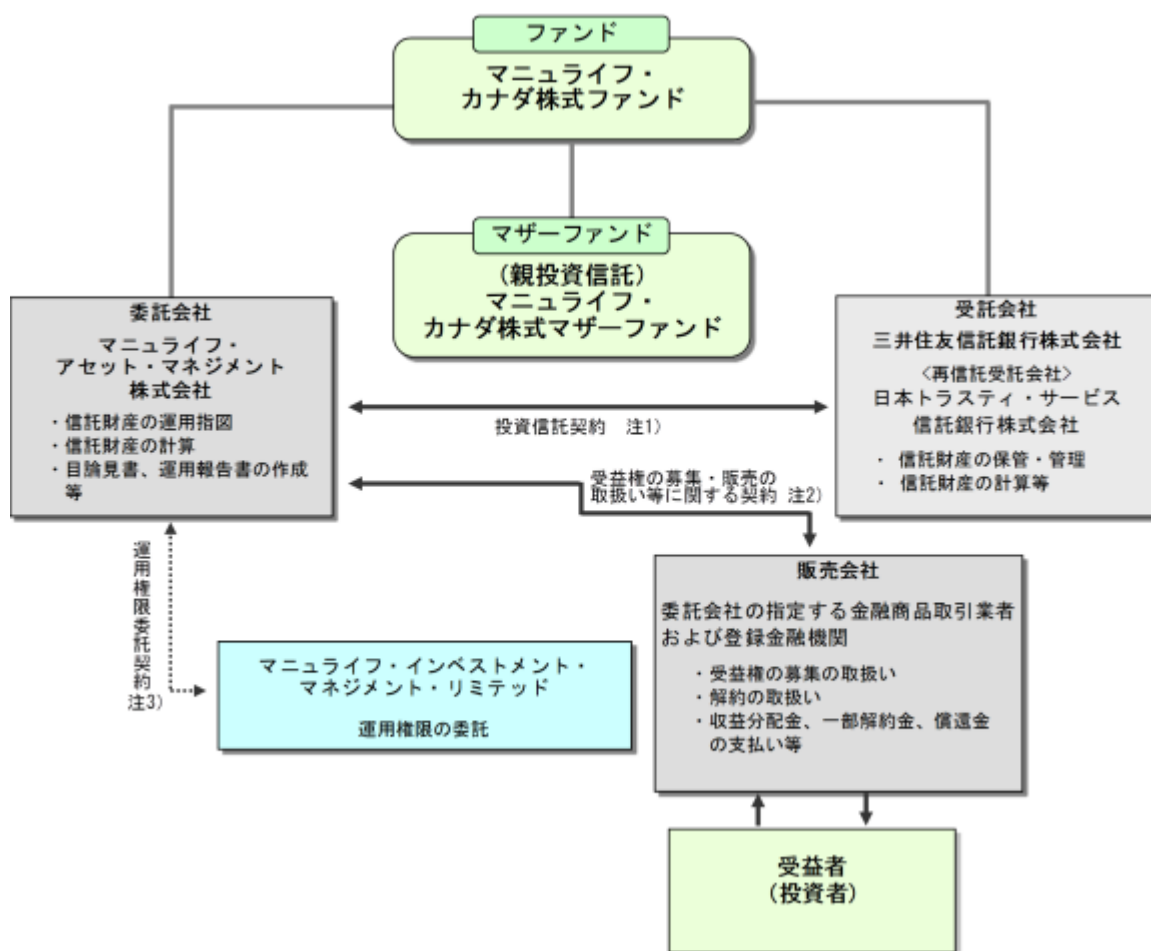 ファンド
マニュライフ・
カナダ株式ファンド
マザーファンド
(親投資信託)
マニュライフ・
カナダ株式マザーファンド
委託会社
マニュライフ・
アセット・マネジメント
株式会社
・信託財産の運用指図
・信託財産の計算
・目論見書、運用報告書の作成
等
受託会社
三井住友信託銀行株式会社
〈再信託受託会社〉
日本トラスティ・サービス
信託銀行株式会社
・ 信託財産の保管・管理
・ 信託財産の計算等
投資信託契約 注1)
受益権の募集・販売の
取扱い等に関する契約 注2)
運用権限委託契約
注3)
マニュライフ・インベストメント・
マネジメント・リミテッド
運用権限の委託
販売会社
委託会社の指定する金融商品取引業者
および登録金融機関
・受益権の募集の取扱い
・解約の取扱い
・収益分配金、一部解約金、償還金
の支払い等
受益者
(投資者)